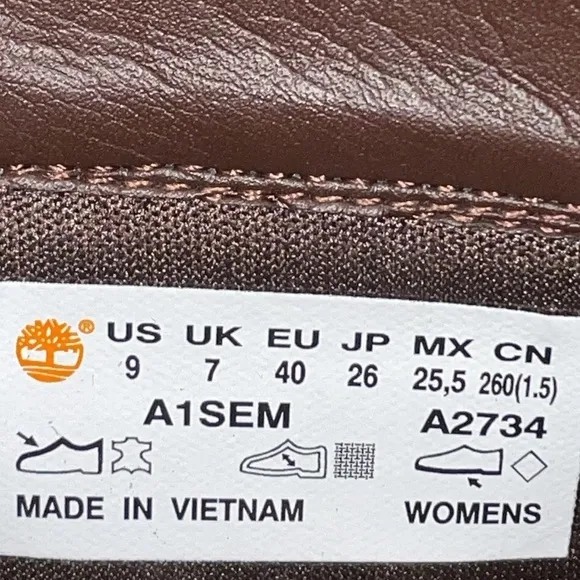 ® US UK EU JP MX CN
9 7 40 26 25,5 260(1.5)
A1SEM A2734
MADE IN VIETNAM WOMENS